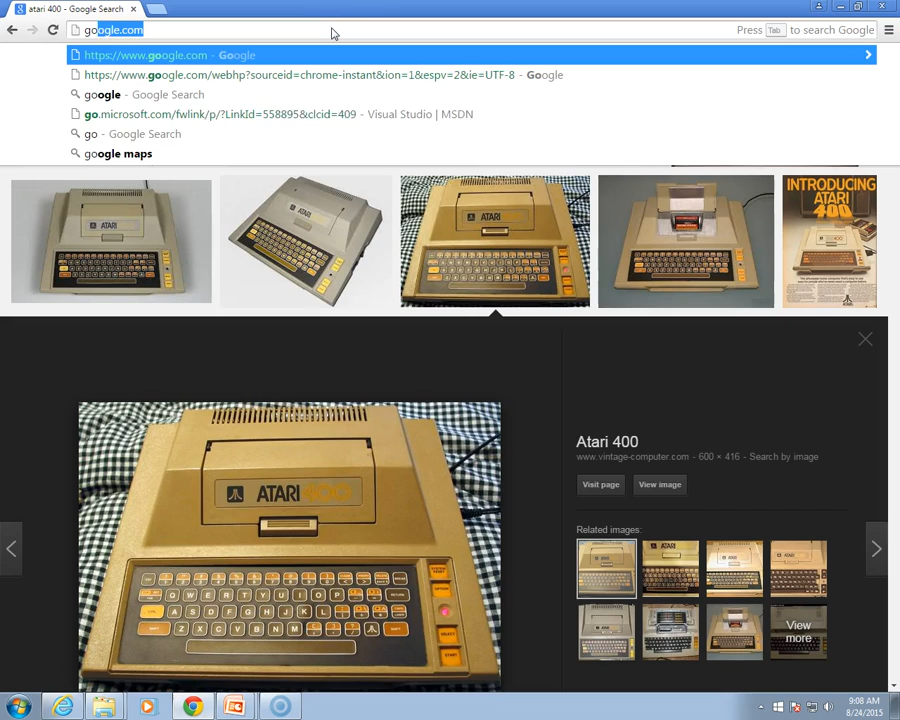 atari 400 - Google Search
google.com
Press Tab to search Google
https://www.google.com - Google
https://www.google.com/webhp?sourceid=chrome-instant&ion=1&espv=2&ie=UTF-8 - Google
google - Google Search
go.microsoft.com/fwlink/p/?LinkId=558895&clcid=409 - Visual Studio | MSDN
go - Google Search
google maps
ATARI
ATARI
INTRODUCING
ATARI
400
Atari 400
www.vintage-computer.com - 600 × 416 - Search by image
Visit page
View image
Related images:
ATARI 400
Q W E R T Y U I O P
A S D F G H J K L
Z X C V B N M
OPTION
SELECT
START
View
more
9:08 AM
8/24/2015